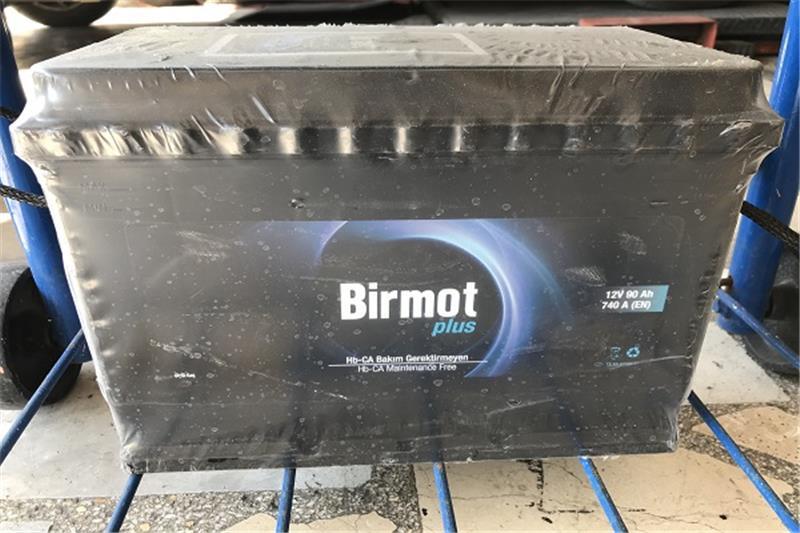 Birmot
plus
12V 90 Ah
740 A (EN)
Hb-CA Bakım Gerektirmeyen
Hb-CA Maintenance Free